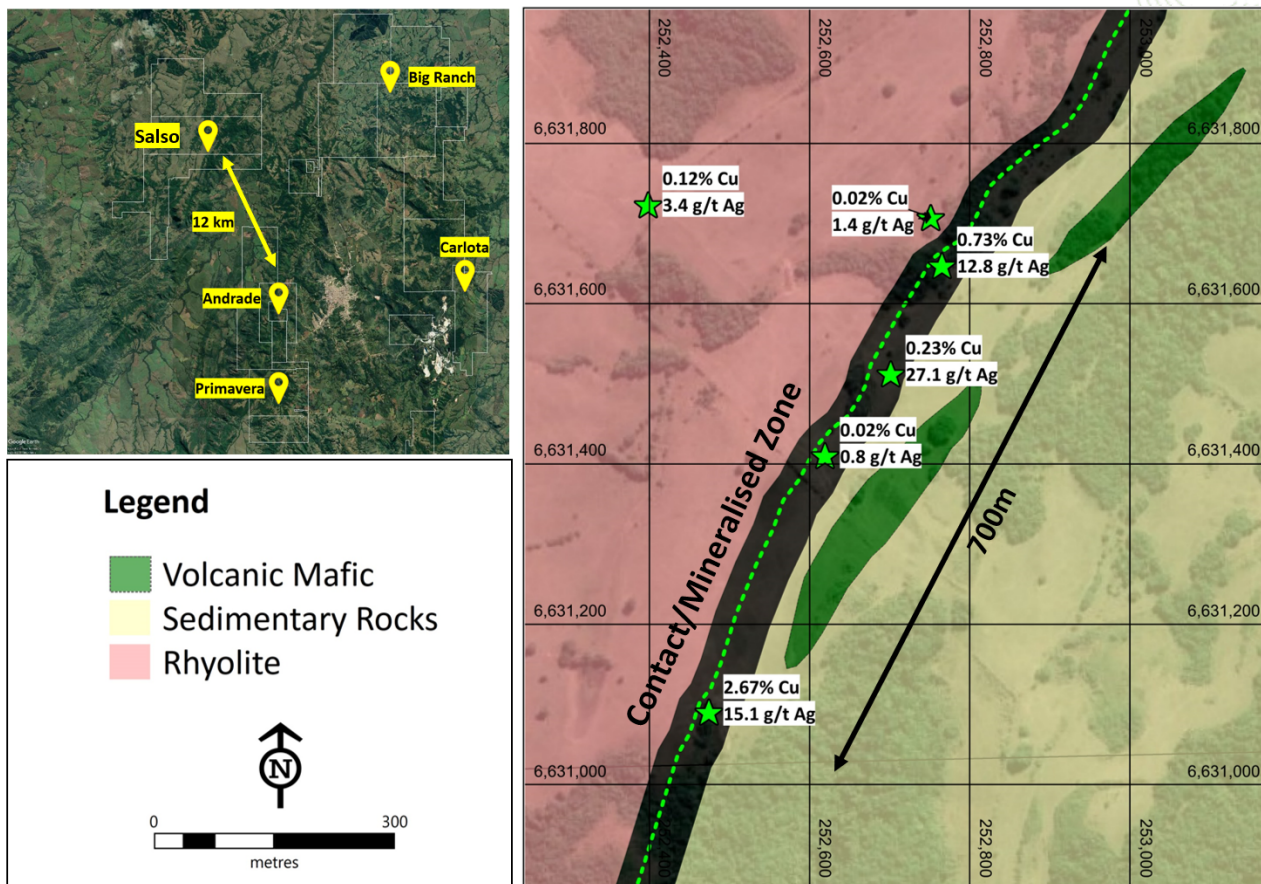 Big Ranch
Salso
12 km
Carlota
Andrade
Primavera
Google Earth
Legend
Volcanic Mafic
Sedimentary Rocks
Rhyolite
N
0
300
metres
252,400
252,600
252,800
253,000
6,631,800
6,631,800
0.12% Cu
3.4 g/t Ag
0.02% Cu
1.4 g/t Ag
0.73% Cu
12.8 g/t Ag
6,631,600
6,631,600
0.23% Cu
27.1 g/t Ag
0.02% Cu
0.8 g/t Ag
6,631,400
6,631,400
Contact/Mineralised Zone
700m
6,631,200
6,631,200
2.67% Cu
15.1 g/t Ag
6,631,000
6,631,000
252,400
252,600
252,800
253,000